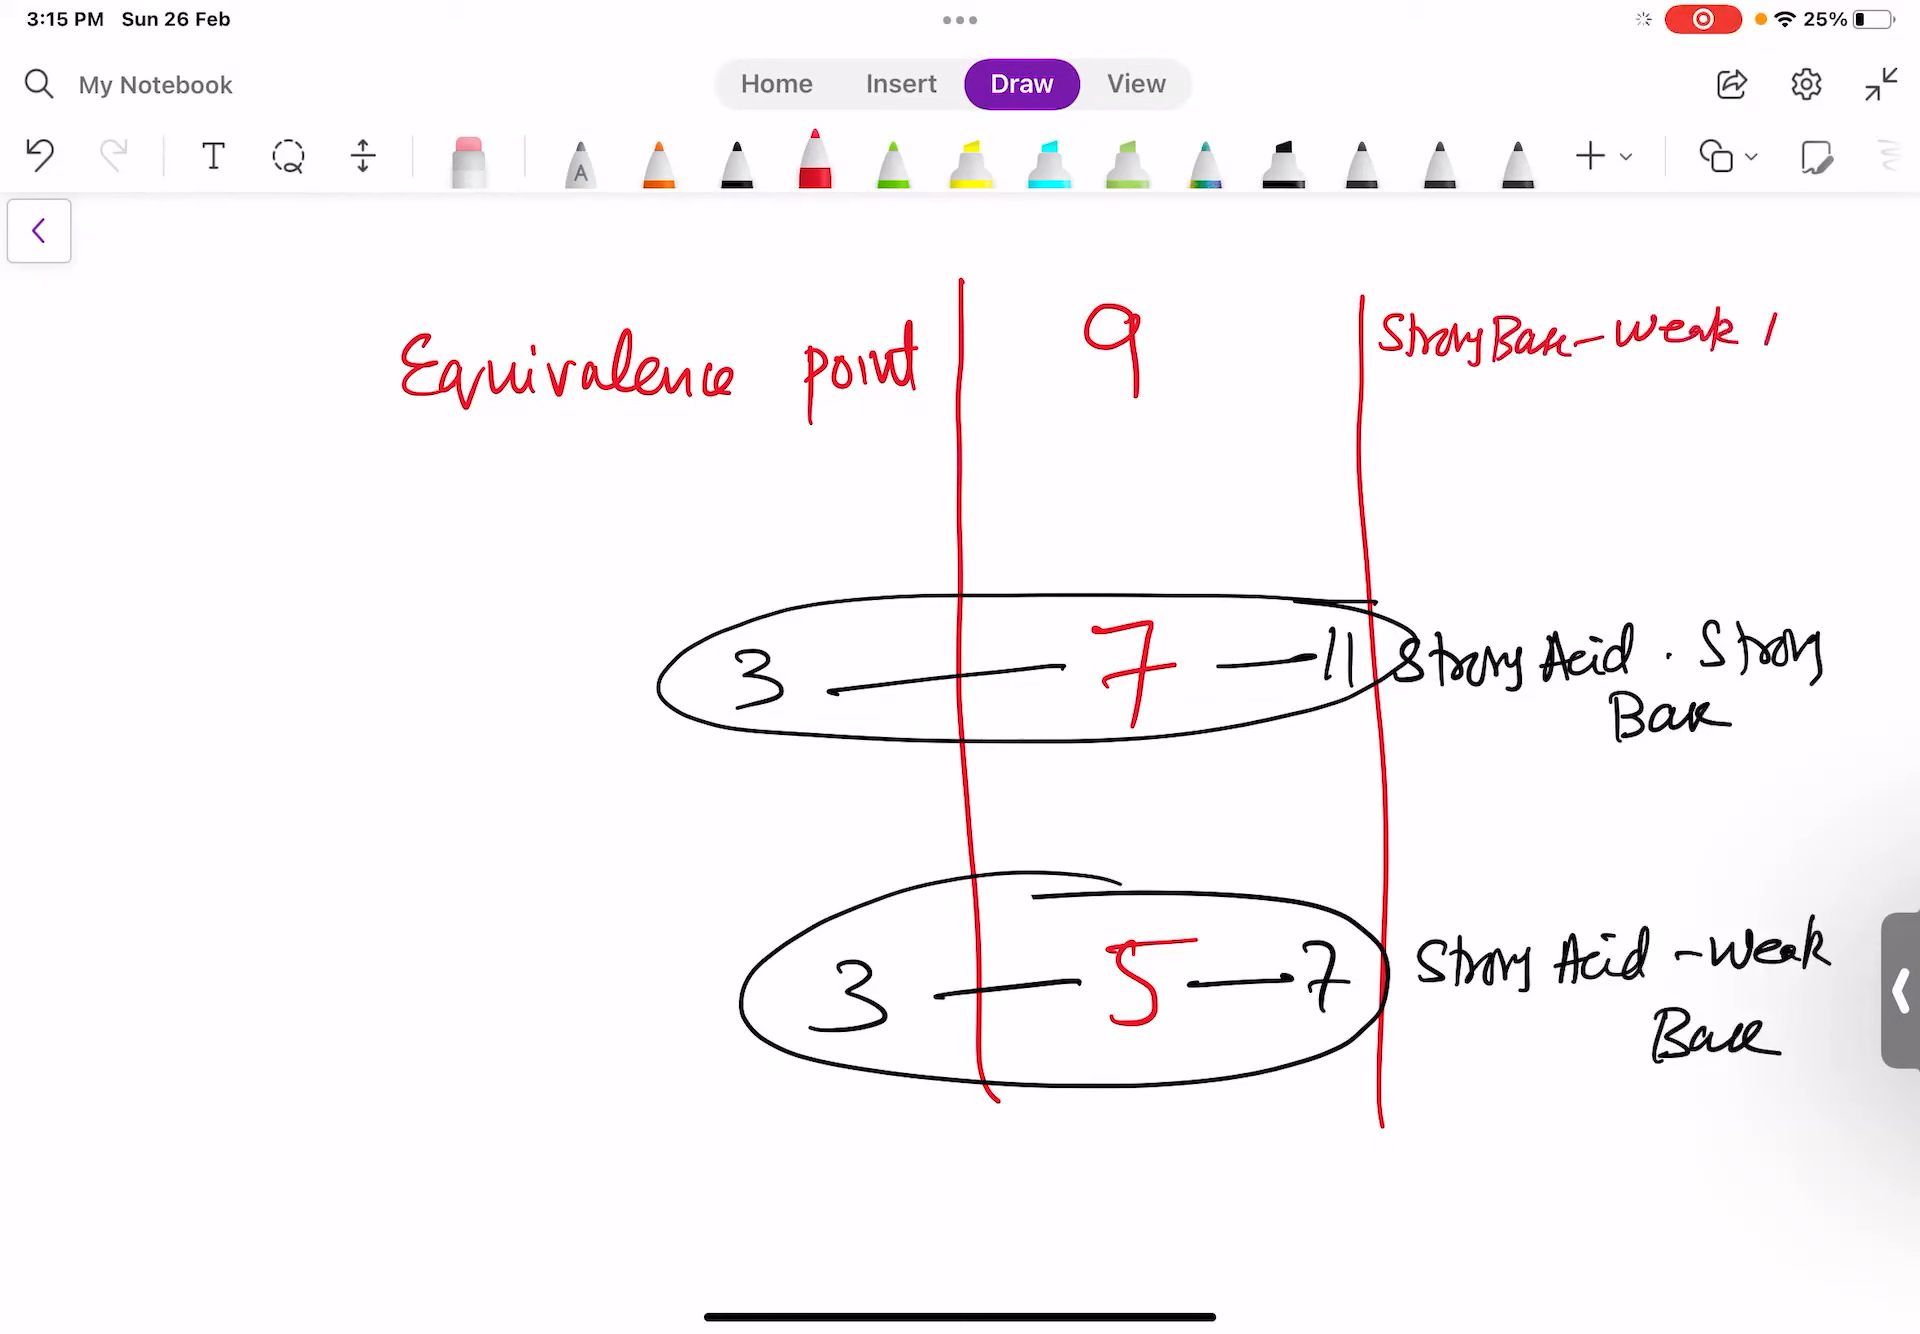 3:15 PM Sun 26 Feb
25%
My Notebook
Home Insert Draw View
T
A
Equivalence point 9 Strong Base - Weak
3 — 7 — 11 Strong Acid . Strong
Base
3 — 5 — 7 Strong Acid - Weak
Base